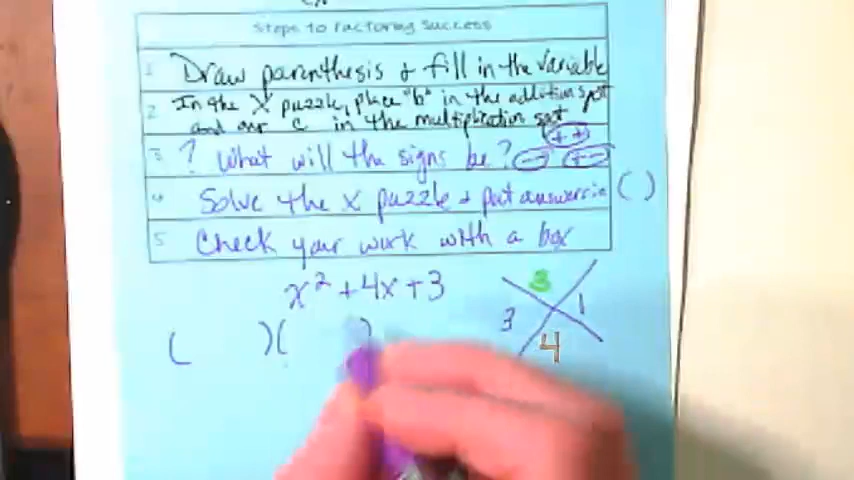 Steps to Factoring Success
1 Draw parinthesis + fill in the variable
2 In the X puzzle, place "b" in the addition spot
and our c in the multiplication spot
++
3 ? What will the signs be? -- +-
4 Solve the X puzzle + put answers in ( )
5 Check your work with a box
x² + 4x + 3
3
3 1
4
( )( )